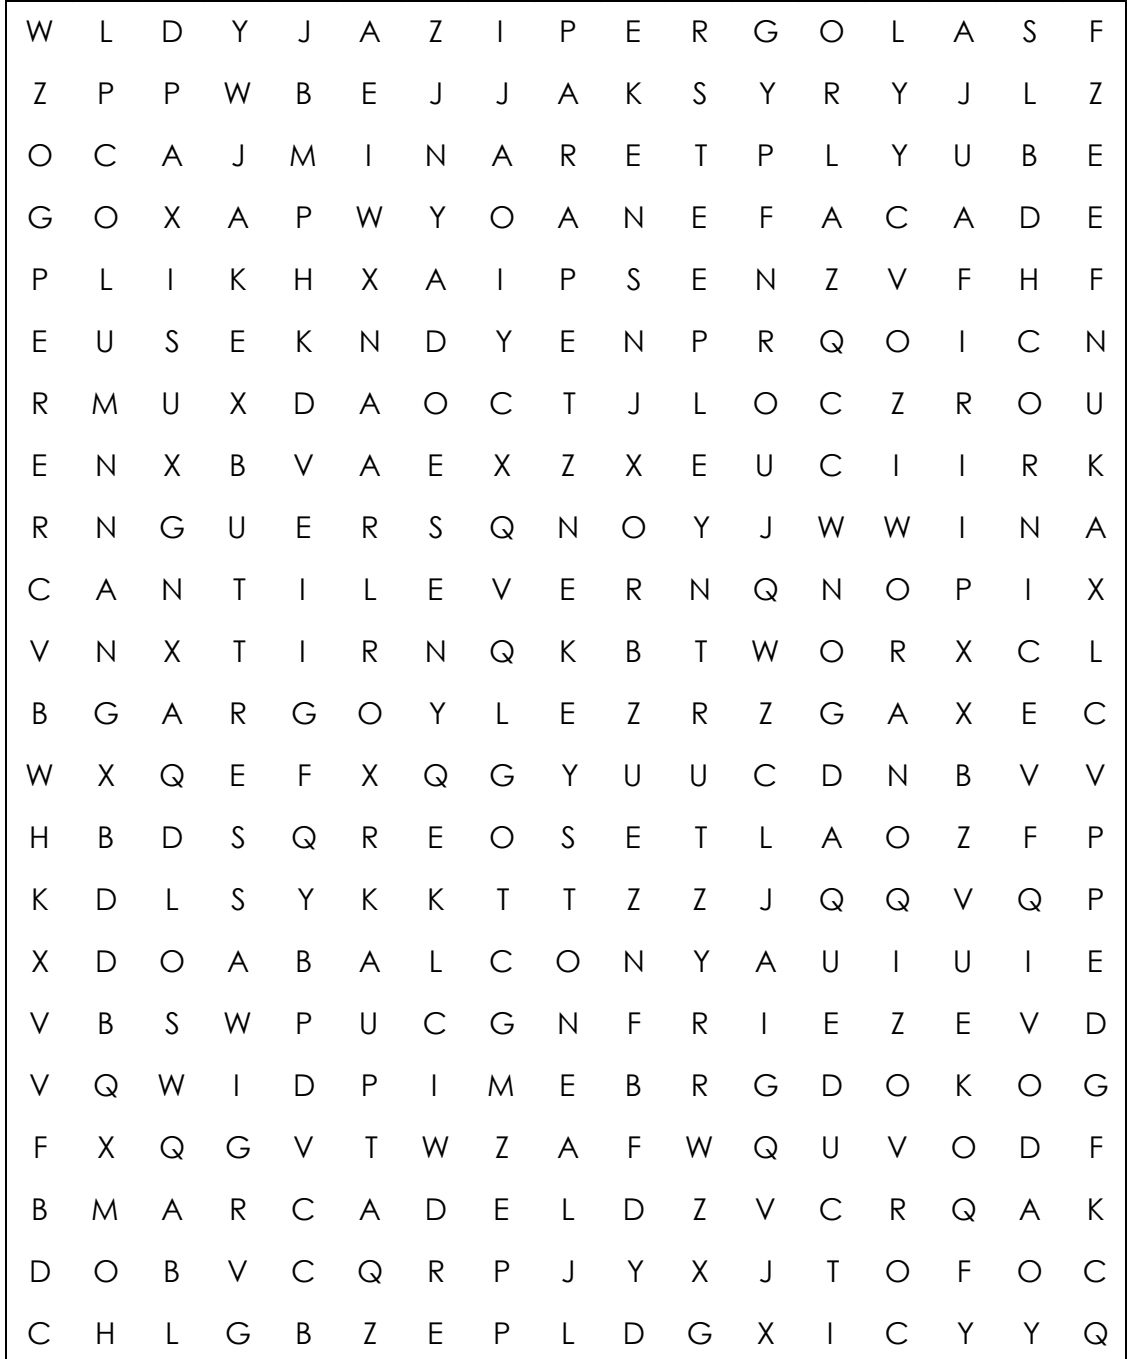 W L D Y J A Z I P E R G O L A S F
Z P P W B E J J A K S Y R Y J L Z
O C A J M I N A R E T P L Y U B E
G O X A P W Y O A N E F A C A D E
P L I K H X A I P S E N Z V F H F
E U S E K N D Y E N P R Q O I C N
R M U X D A O C T J L O C Z R O U
E N X B V A E X Z X E U C I I R K
R N G U E R S Q N O Y J W W I N A
C A N T I L E V E R N Q N O P I X
V N X T I R N Q K B T W O R X C L
B G A R G O Y L E Z R Z G A X E C
W X Q E F X Q G Y U U C D N B V V
H B D S Q R E O S E T L A O Z F P
K D L S Y K K T T Z Z J Q Q V Q P
X D O A B A L C O N Y A U I U I E
V B S W P U C G N F R I E Z E V D
V Q W I D P I M E B R G D O K O G
F X Q G V T W Z A F W Q U V O D F
B M A R C A D E L D Z V C R Q A K
D O B V C Q R P J Y X J T O F O C
C H L G B Z E P L D G X I C Y Y Q